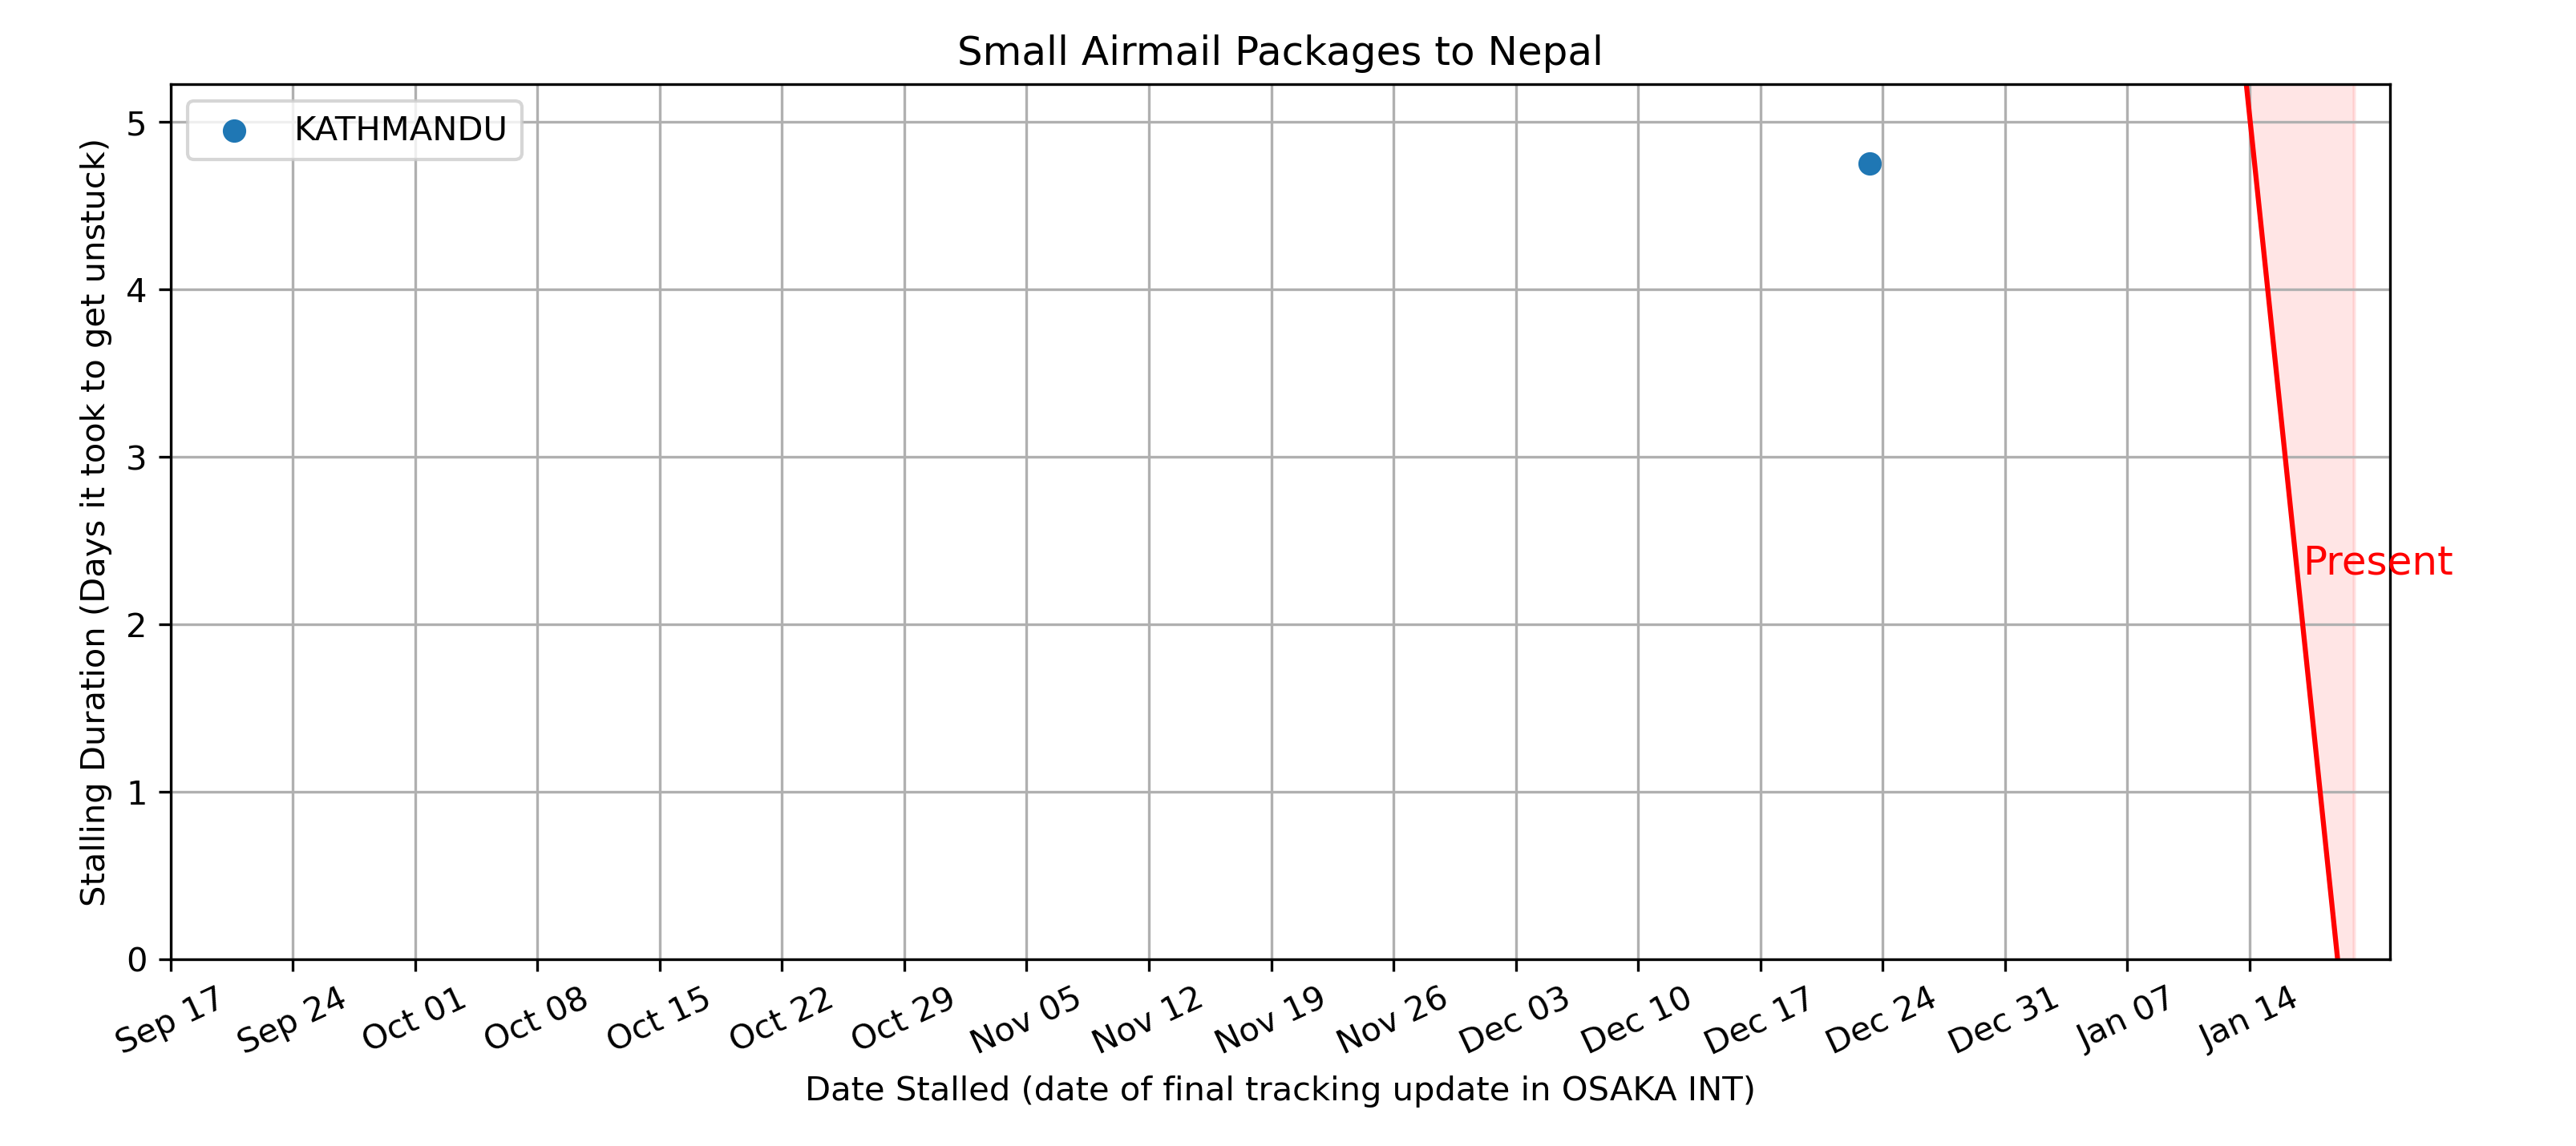 Small Airmail Packages to Nepal
KATHMANDU
Stalling Duration (Days it took to get unstuck)
5
4
3
2
1
0
Present
Sep 17
Sep 24
Oct 01
Oct 08
Oct 15
Oct 22
Oct 29
Nov 05
Nov 12
Nov 19
Nov 26
Dec 03
Dec 10
Dec 17
Dec 24
Dec 31
Jan 07
Jan 14
Date Stalled (date of final tracking update in OSAKA INT)